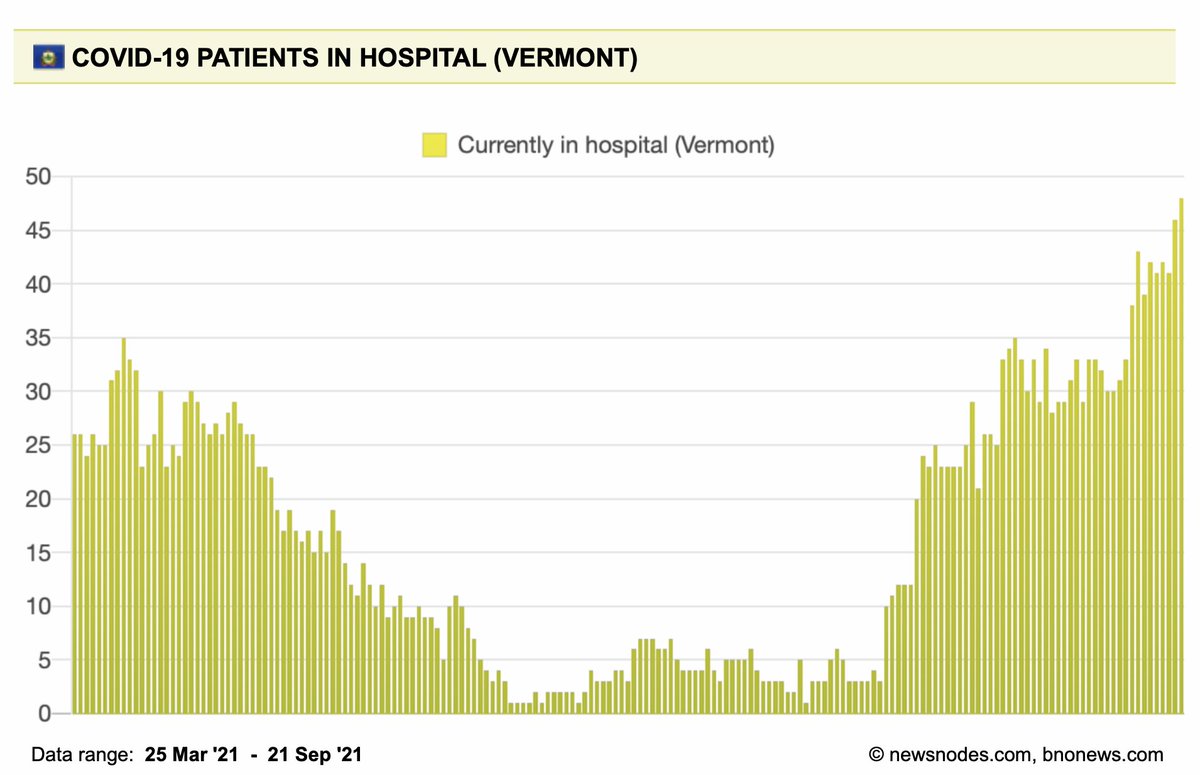 COVID-19 PATIENTS IN HOSPITAL (VERMONT)
Currently in hospital (Vermont)
50
45
40
35
30
25
20
15
10
5
0
Data range: 25 Mar '21 - 21 Sep '21
© newsnodes.com, bnonews.com